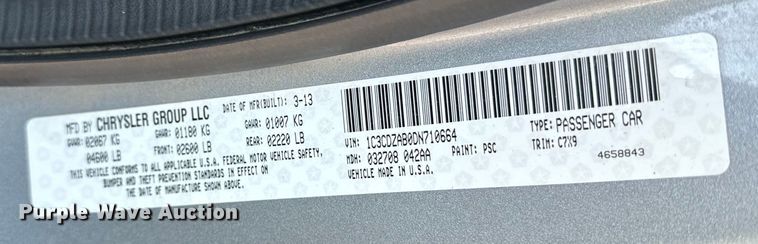 MFD BY CHRYSLER GROUP LLC DATE OF MFR(BUILT): 3-13
GVWR: 02087 KG GAWR: 01180 KG GAWR: 01007 KG
04600 LB FRONT: 02600 LB REAR: 02220 LB
THIS VEHICLE CONFORMS TO ALL APPLICABLE U.S.A. FEDERAL MOTOR VEHICLE SAFETY,
BUMPER AND THEFT PREVENTION STANDARDS IN EFFECT ON
THE DATE OF MANUFACTURE SHOWN ABOVE.
VIN: 1C3CDZAB0DN710664 TYPE: PASSENGER CAR
MDH: 032708 042AA PAINT: PSC TRIM: C7X9
VEHICLE MADE IN U.S.A. 4658843
Purple Wave Auction